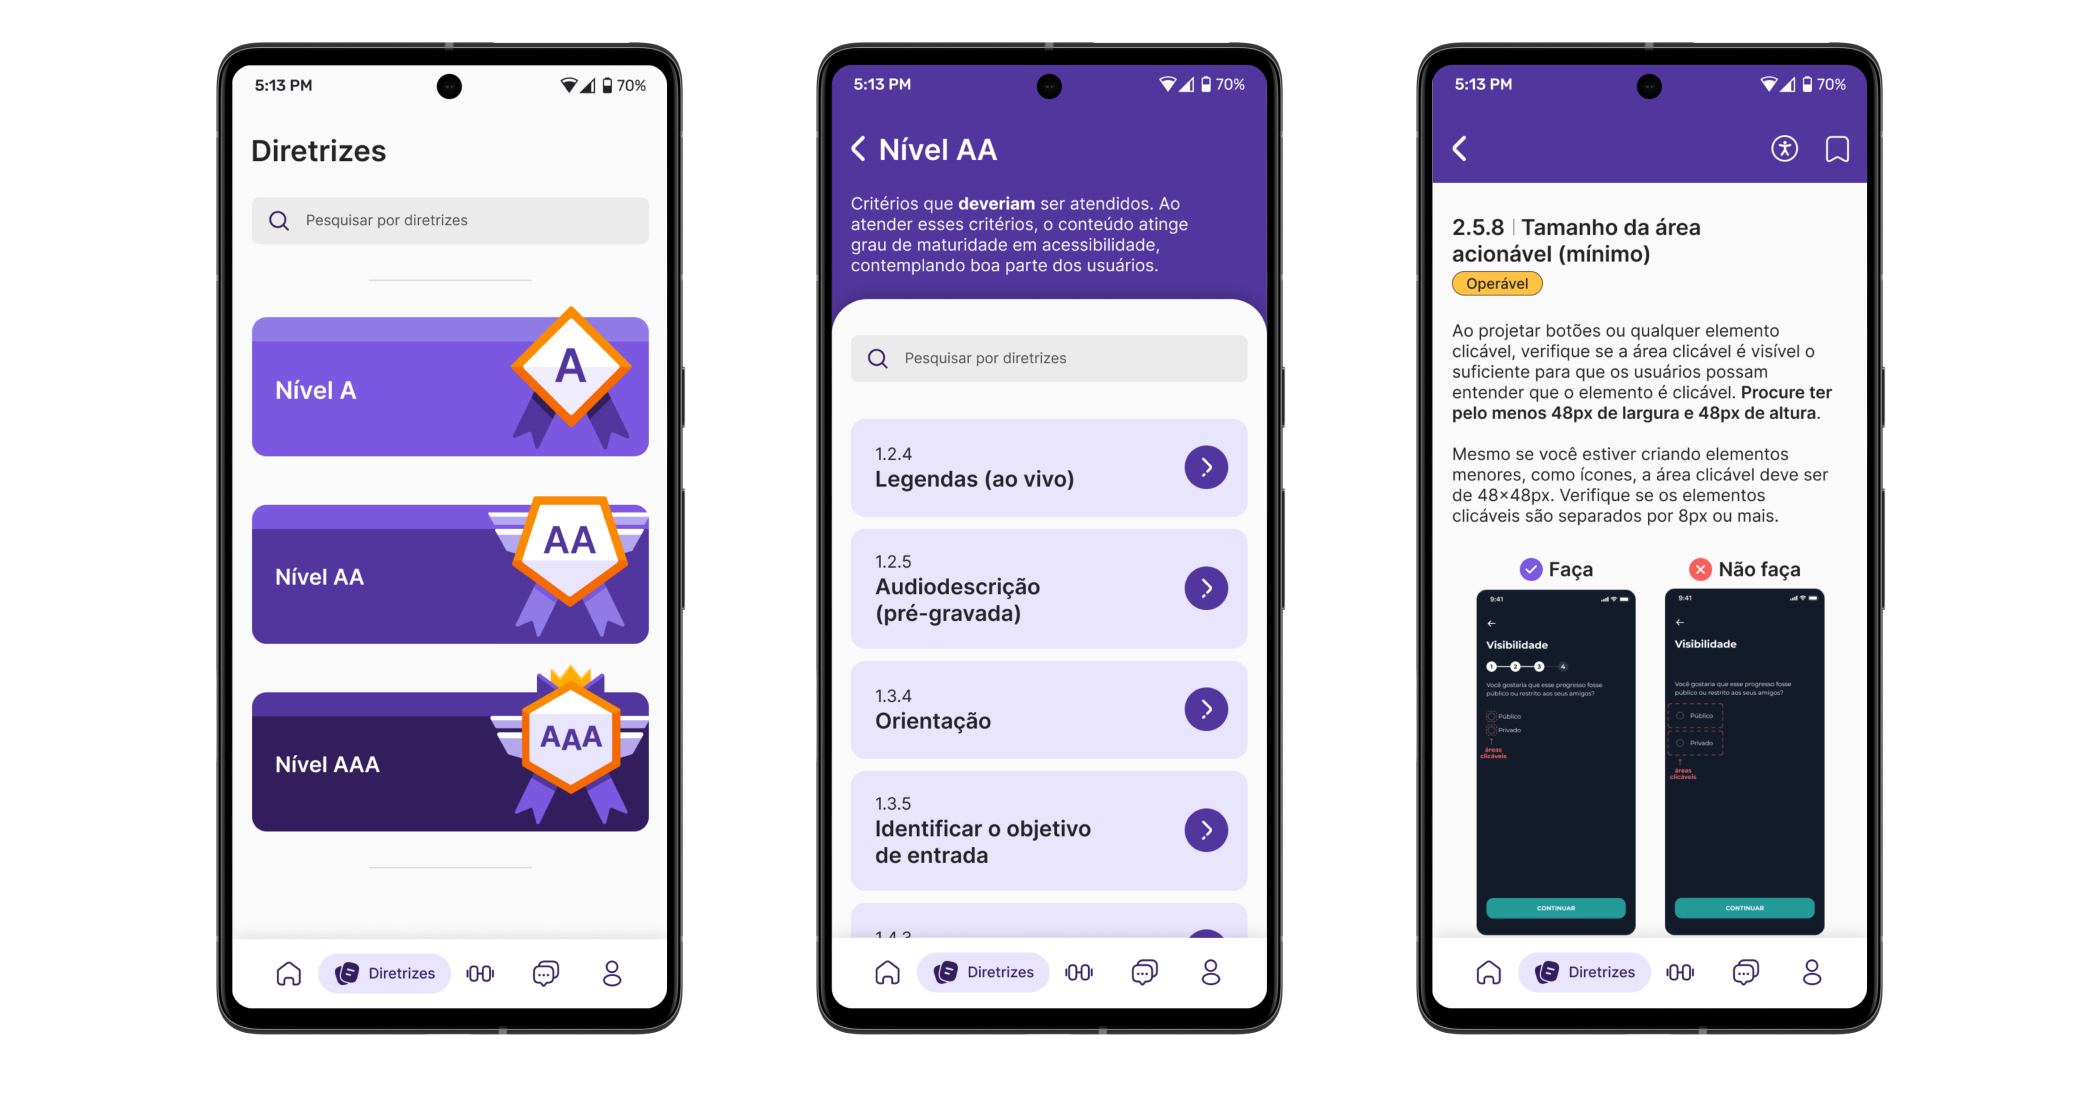 5:13 PM
70%
Diretrizes
Pesquisar por diretrizes
Nível A
A
Nível AA
AA
Nível AAA
AAA
Diretrizes
5:13 PM
70%
Nível AA
Critérios que deveriam ser atendidos. Ao
atender esses critérios, o conteúdo atinge
grau de maturidade em acessibilidade,
contemplando boa parte dos usuários.
Pesquisar por diretrizes
1.2.4
Legendas (ao vivo)
1.2.5
Audiodescrição
(pré-gravada)
1.3.4
Orientação
1.3.5
Identificar o objetivo
de entrada
1.4.3
Diretrizes
5:13 PM
70%
2.5.8 | Tamanho da área
acionável (mínimo)
Operável
Ao projetar botões ou qualquer elemento
clicável, verifique se a área clicável é visível o
suficiente para que os usuários possam
entender que o elemento é clicável. Procure ter
pelo menos 48px de largura e 48px de altura.
Mesmo se você estiver criando elementos
menores, como ícones, a área clicável deve ser
de 48×48px. Verifique se os elementos
clicáveis são separados por 8px ou mais.
Faça
9:41
Visibilidade
1 2 3 4
Você gostaria que esse progresso fosse
público ou restrito aos seus amigos?
Público
Privado
áreas
clicáveis
CONTINUAR
Não faça
9:41
Visibilidade
Você gostaria que esse progresso fosse
público ou restrito aos seus amigos?
Público
Privado
áreas
clicáveis
CONTINUAR
Diretrizes